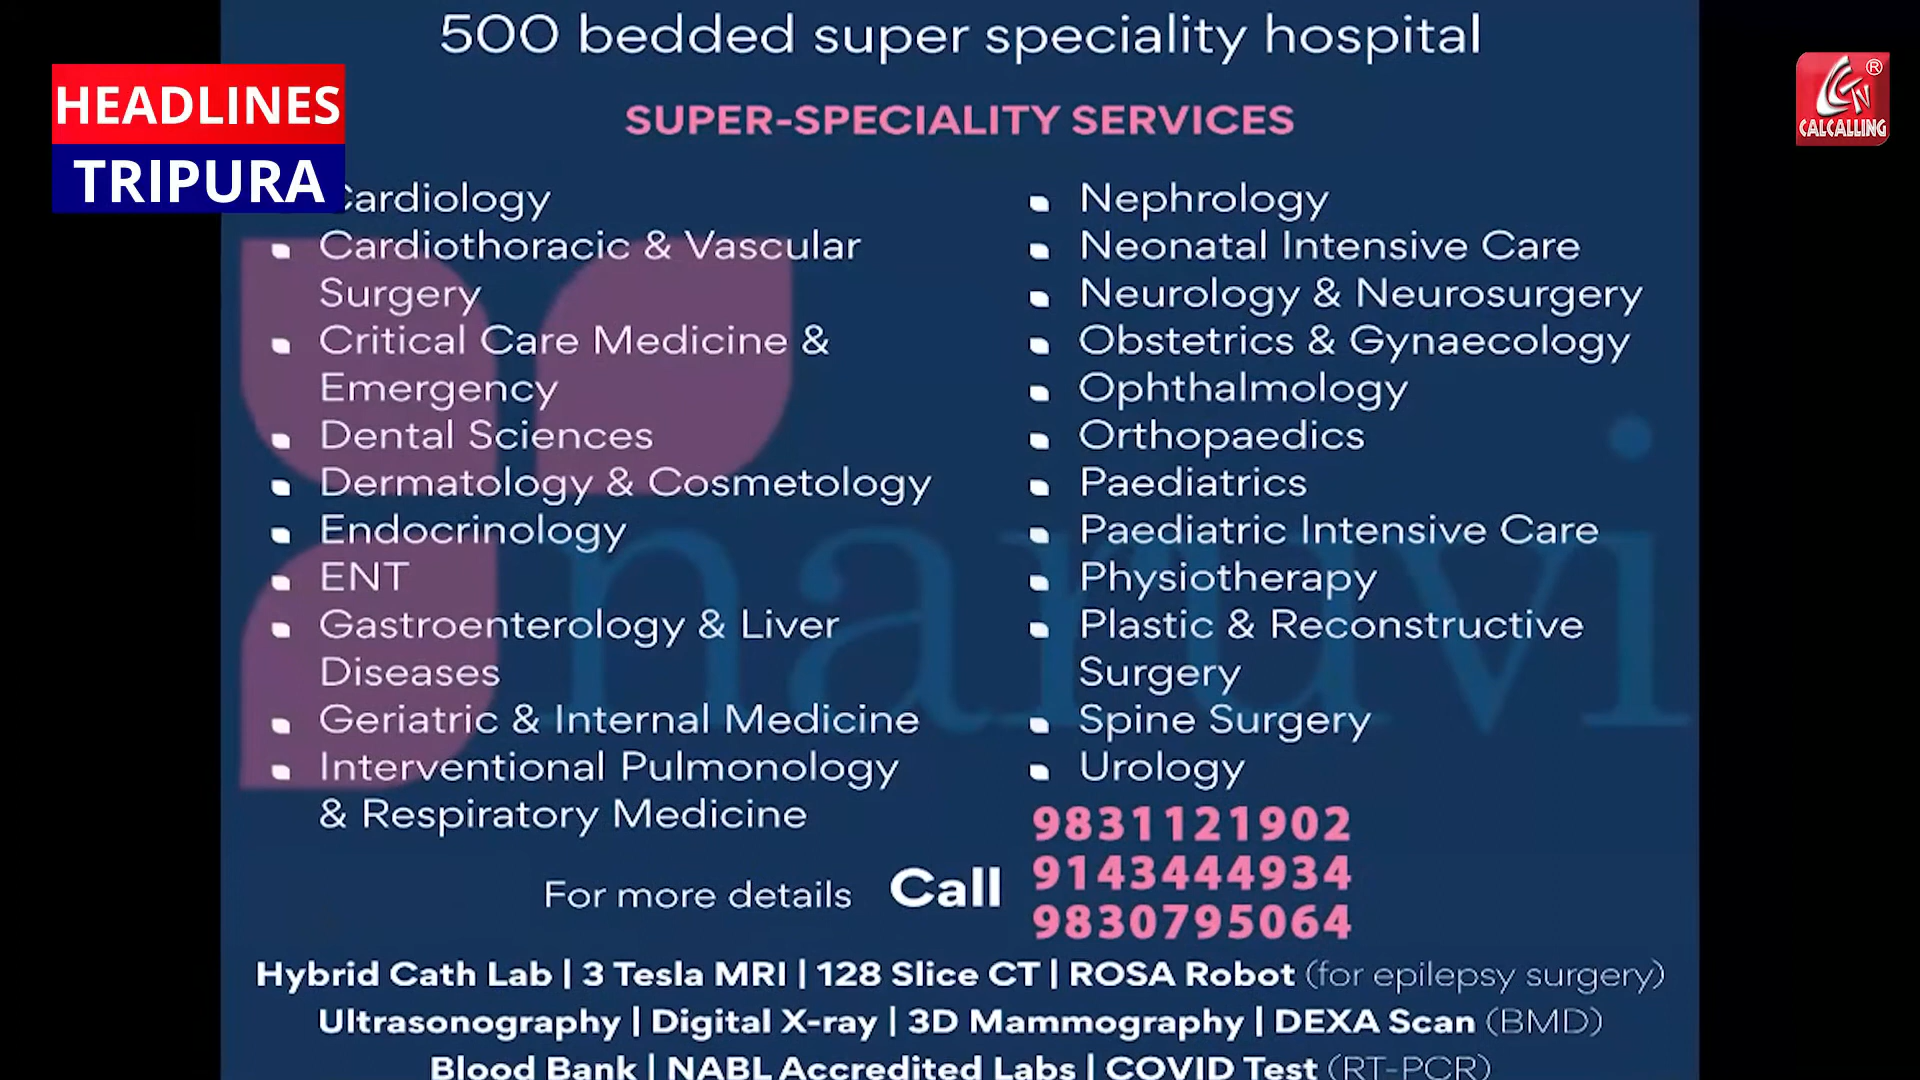 500 bedded super speciality hospital
HEADLINES
TRIPURA
CALCALLING
®
SUPER-SPECIALITY SERVICES
Cardiology
Cardiothoracic & Vascular
Surgery
Critical Care Medicine &
Emergency
Dental Sciences
Dermatology & Cosmetology
Endocrinology
ENT
Gastroenterology & Liver
Diseases
Geriatric & Internal Medicine
Interventional Pulmonology
& Respiratory Medicine
Nephrology
Neonatal Intensive Care
Neurology & Neurosurgery
Obstetrics & Gynaecology
Ophthalmology
Orthopaedics
Paediatrics
Paediatric Intensive Care
Physiotherapy
Plastic & Reconstructive
Surgery
Spine Surgery
Urology
naruvi
For more details Call
9831121902
9143444934
9830795064
Hybrid Cath Lab | 3 Tesla MRI | 128 Slice CT | ROSA Robot (for epilepsy surgery)
Ultrasonography | Digital X-ray | 3D Mammography | DEXA Scan (BMD)
Blood Bank | NABL Accredited Labs | COVID Test (RT-PCR)